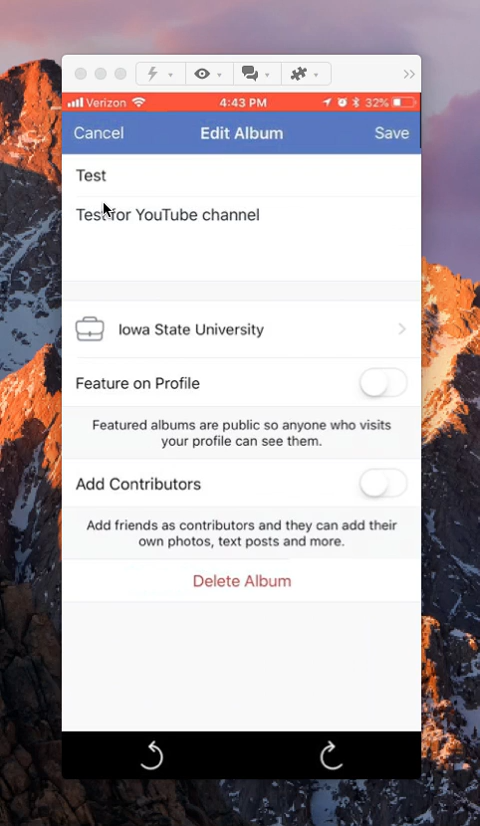 Verizon 4:43 PM 32%
Cancel Edit Album Save
Test
Test for YouTube channel
Iowa State University
Feature on Profile
Featured albums are public so anyone who visits
your profile can see them.
Add Contributors
Add friends as contributors and they can add their
own photos, text posts and more.
Delete Album